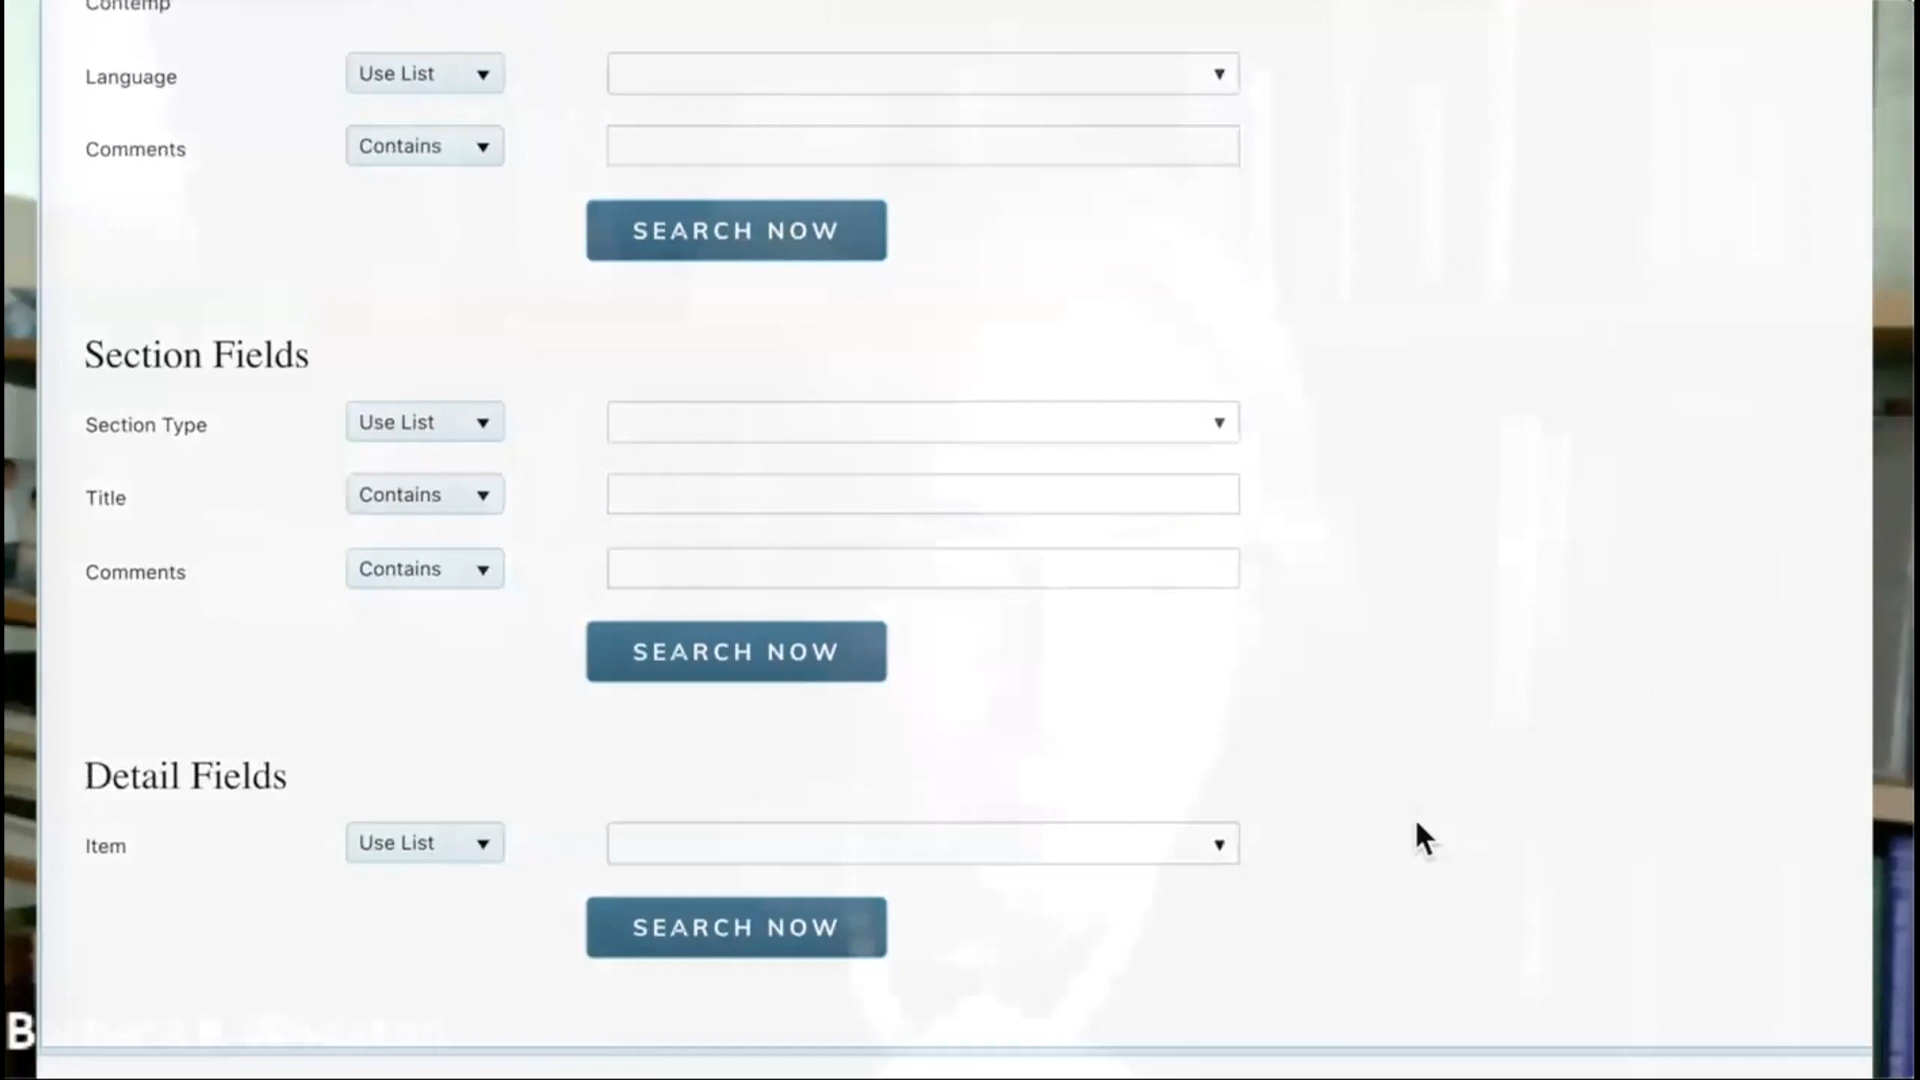 Contemp
Language Use List
Comments Contains
SEARCH NOW
Section Fields
Section Type Use List
Title Contains
Comments Contains
SEARCH NOW
Detail Fields
Item Use List
SEARCH NOW